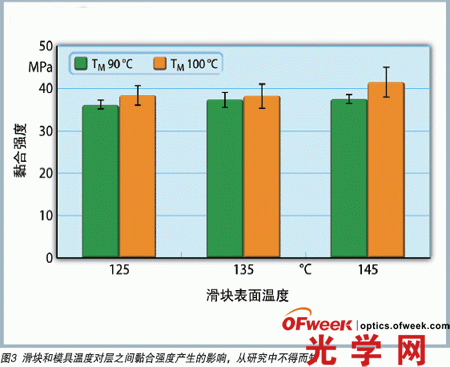 50
MPa
40
30
20
10
0
TM 90℃
TM 100℃
黏合强度
125
135
℃
145
滑块表面温度
OFweek optics.ofweek.com
光学网
图3 滑块和模具温度对层之间黏合强度产生的影响，从研究中不得而知